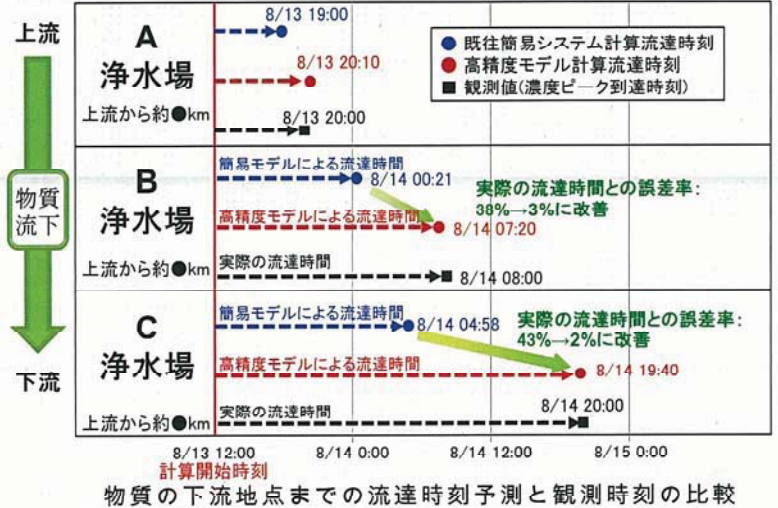 上流
A
浄水場
上流から約●km
8/13 19:00
8/13 20:10
8/13 20:00
既往簡易システム計算流達時刻
高精度モデル計算流達時刻
観測値(濃度ピーク到達時刻)
物質
流下
B
浄水場
上流から約●km
簡易モデルによる流達時間
8/14 00:21
高精度モデルによる流達時間
8/14 07:20
実際の流達時間
8/14 08:00
実際の流達時間との誤差率:
38%→3%に改善
C
浄水場
上流から約●km
簡易モデルによる流達時間
8/14 04:58
高精度モデルによる流達時間
8/14 19:40
実際の流達時間
8/14 20:00
実際の流達時間との誤差率:
43%→2%に改善
下流
8/13 12:00
8/14 0:00
8/14 12:00
8/15 0:00
計算開始時刻
物質の下流地点までの流達時刻予測と観測時刻の比較